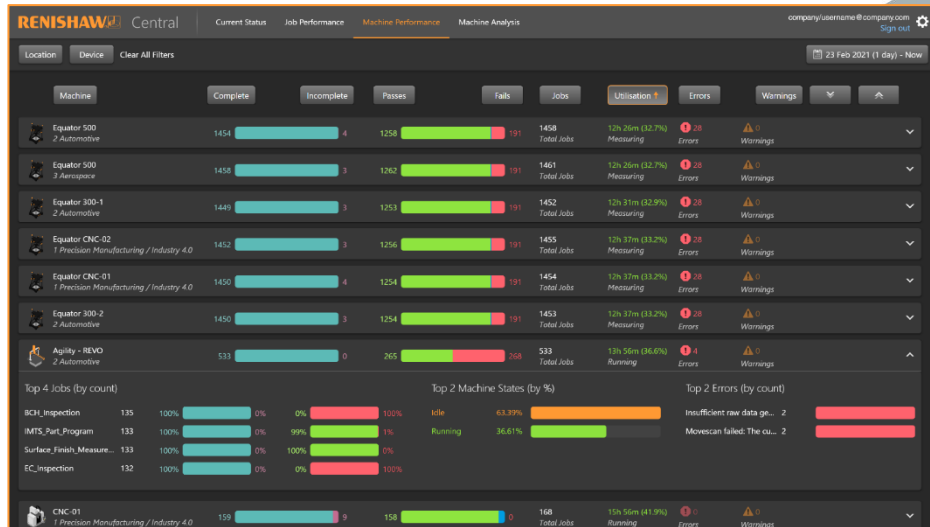 RENISHAW Central Current Status Job Performance Machine Performance Machine Analysis company/username@company.com
Sign out
Location Device Clear All Filters 23 Feb 2021 (1 day) - Now
Machine Complete Incomplete Passes Fails Jobs Utilisation ↑ Errors Warnings
Equator 500 1454 4 1258 191 1458 12h 26m (32.7%) 28 0
2 Automotive Total Jobs Measuring Errors Warnings
Equator 500 1458 3 1262 191 1461 12h 26m (32.7%) 28 0
3 Aerospace Total Jobs Measuring Errors Warnings
Equator 300-1 1449 3 1253 191 1452 12h 31m (32.9%) 28 0
2 Automotive Total Jobs Measuring Errors Warnings
Equator CNC-02 1452 3 1256 191 1455 12h 37m (33.2%) 28 0
1 Precision Manufacturing / Industry 4.0 Total Jobs Measuring Errors Warnings
Equator CNC-01 1450 4 1254 191 1454 12h 37m (33.2%) 28 0
1 Precision Manufacturing / Industry 4.0 Total Jobs Measuring Errors Warnings
Equator 300-2 1450 3 1254 191 1453 12h 37m (33.2%) 28 0
2 Automotive Total Jobs Measuring Errors Warnings
Agility - REVO 533 0 265 268 533 13h 56m (36.6%) 4 0
2 Automotive Total Jobs Running Errors Warnings
Top 4 Jobs (by count) Top 2 Machine States (by %) Top 2 Errors (by count)
BCH_Inspection 135 100% 0% 0% 100% Idle 63.39% Insufficient raw data ge... 2
IMTS_Part_Program 133 100% 0% 99% 1% Running 36.61% Movescan failed: The cu... 2
Surface_Finish_Measure... 133 100% 0% 100% 0%
EC_Inspection 132 100% 0% 0% 100%
CNC-01 159 9 158 0 168 15h 56m (41.9%) 0 0
1 Precision Manufacturing / Industry 4.0 Total Jobs Running Errors Warnings